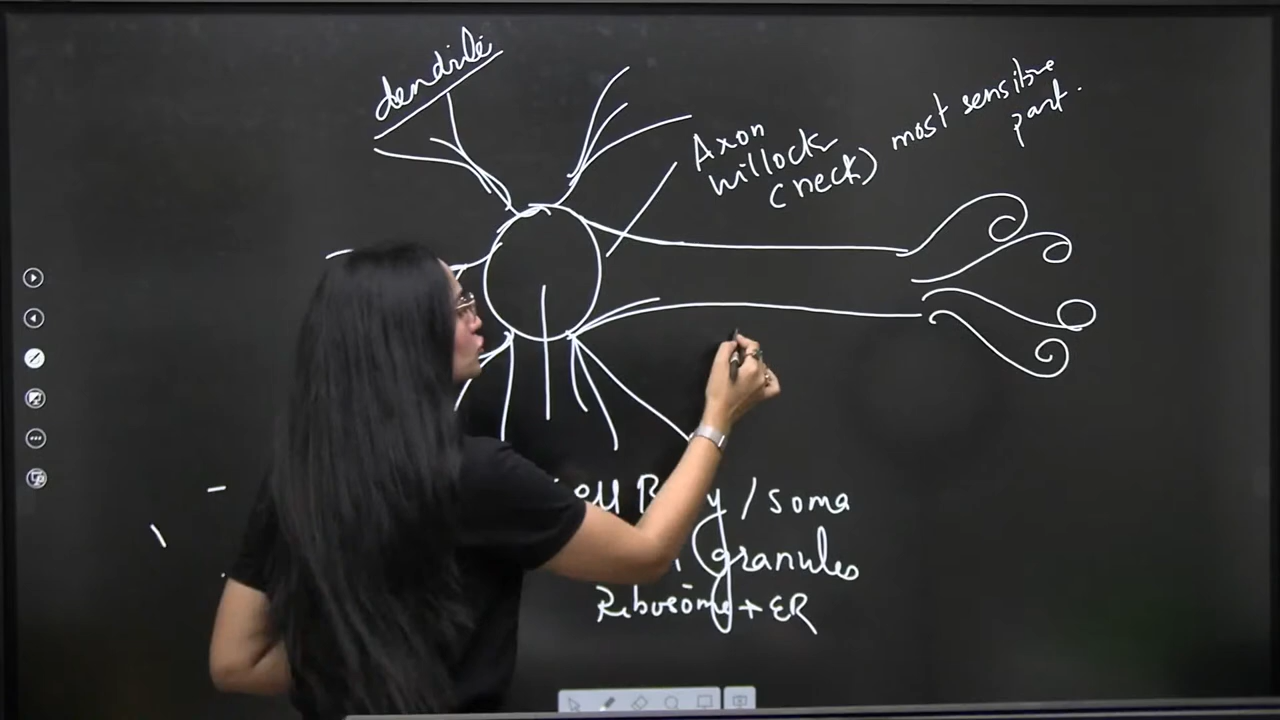 dendrite
Axon
hillock
(neck) most sensitive
part.
/ Soma
Granules
Ribosome + ER